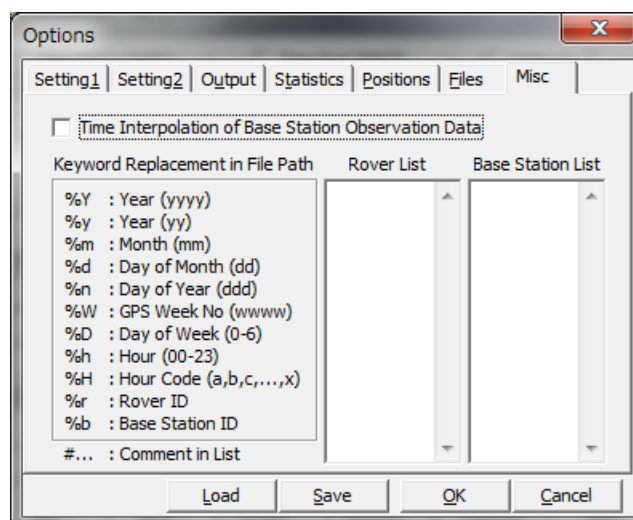 Options
Setting1 Setting2 Output Statistics Positions Files Misc
Time Interpolation of Base Station Observation Data
Keyword Replacement in File Path Rover List Base Station List
%Y : Year (yyyy)
%y : Year (yy)
%m : Month (mm)
%d : Day of Month (dd)
%n : Day of Year (ddd)
%W : GPS Week No (wwww)
%D : Day of Week (0-6)
%h : Hour (00-23)
%H : Hour Code (a,b,c,...,x)
%r : Rover ID
%b : Base Station ID
#... : Comment in List
Load Save OK Cancel